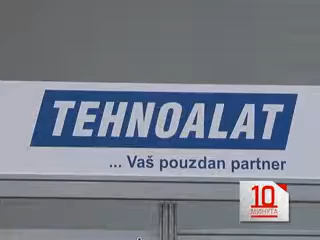 TEHNOALAT
... Vaš pouzdan partner
10
МИНУТА